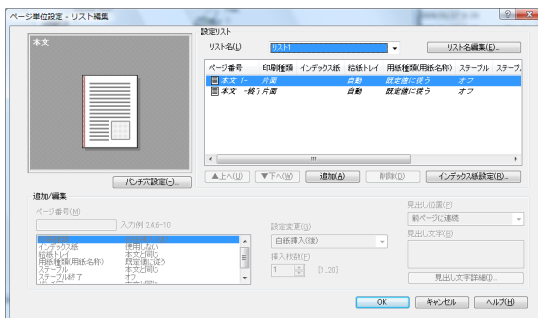 ページ単位設定 - リスト編集
本文
設定リスト
リスト名(L)
リスト1
リスト名編集(E)...
ページ番号 印刷種類 インデックス紙 給紙トレイ 用紙種類(用紙名称) ステープル ステープ
本文 1- 片面 自動 既定値に従う オフ
本文 -終 片面 自動 既定値に従う オフ
パンチ穴設定(-)...
▲上へ(U)
▼下へ(W)
追加(A)
削除(D)
インデックス紙設定(R)...
追加/編集
ページ番号(M)
入力例 2,4,6-10
インデックス紙 使用しない
給紙トレイ 本文と同じ
用紙種類(用紙名称) 既定値に従う
ステープル 本文と同じ
ステープル終了 オフ
設定変更(G)
白紙挿入(後)
挿入枚数(F)
1
[1..20]
見出し位置(P)
前ページに連続
見出し文字(B)
見出し文字詳細(I)...
OK
キャンセル
ヘルプ(H)